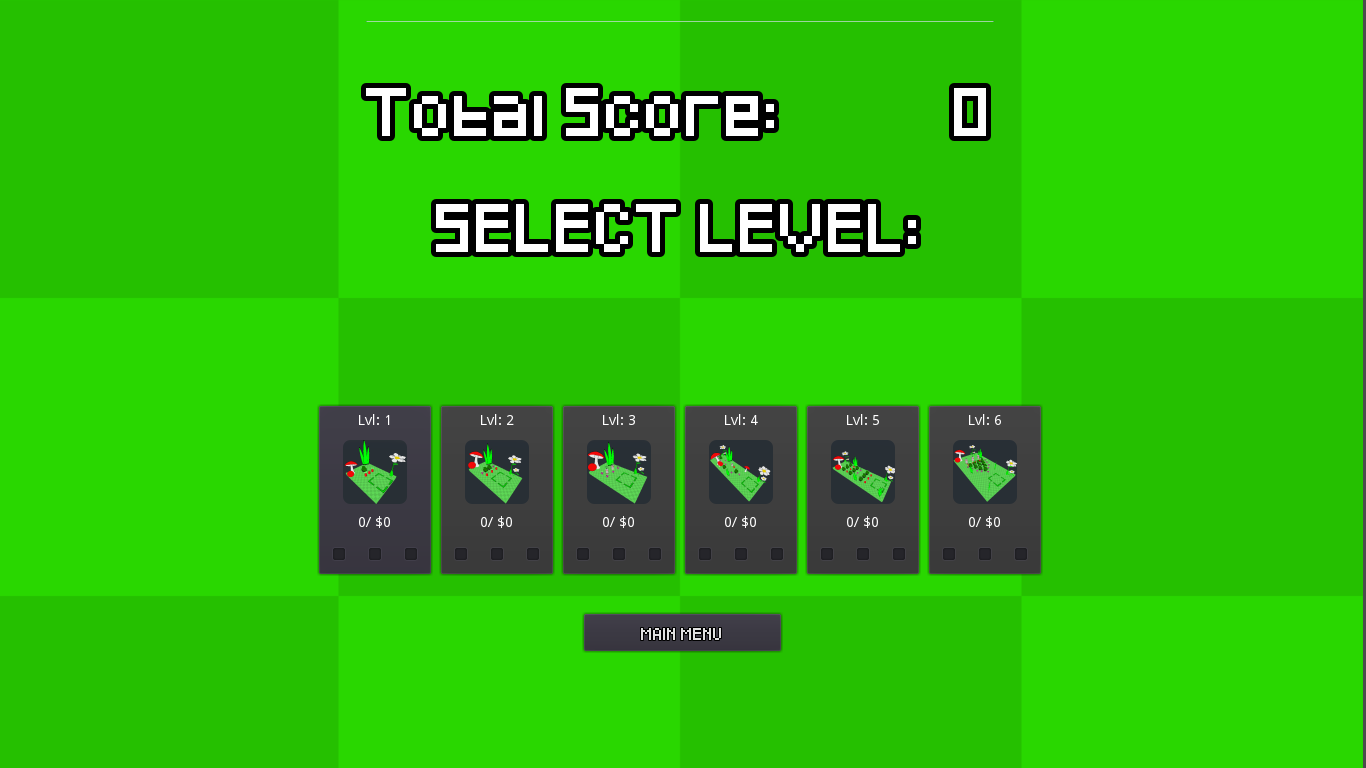 Total Score: 0
SELECT LEVEL:
Lvl: 1 Lvl: 2 Lvl: 3 Lvl: 4 Lvl: 5 Lvl: 6
0/ $0 0/ $0 0/ $0 0/ $0 0/ $0 0/ $0
MAIN MENU